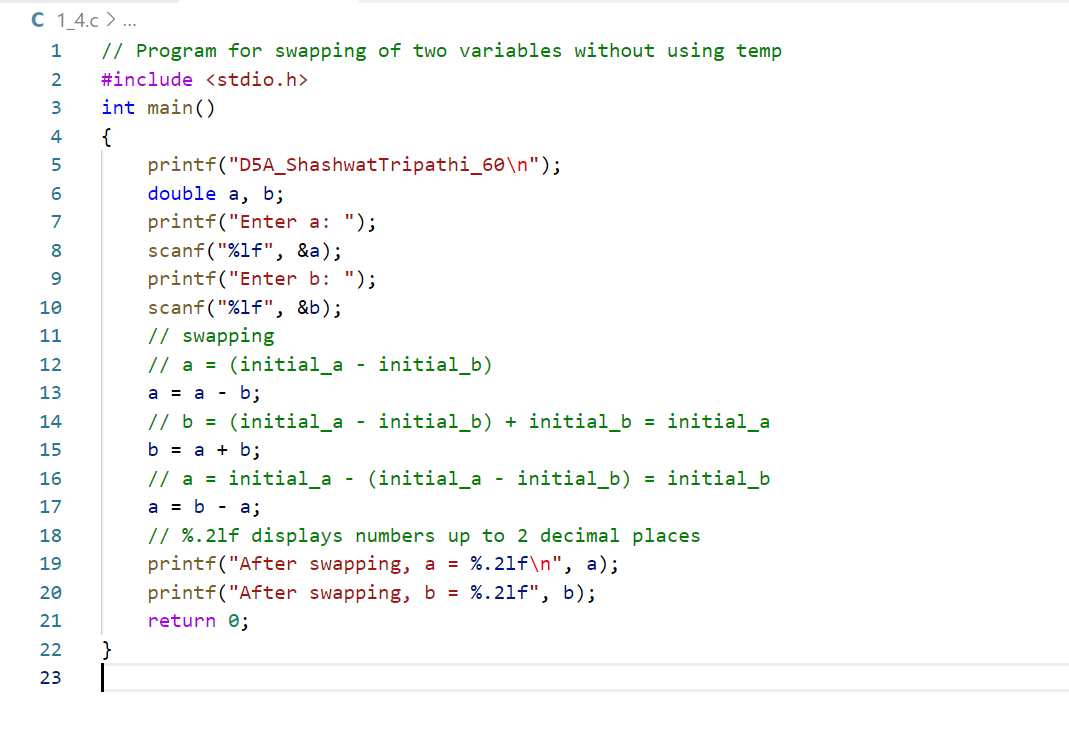 C 1_4.c > ...
1 // Program for swapping of two variables without using temp
2 #include <stdio.h>
3 int main()
4 {
5     printf("D5A_ShashwatTripathi_60\n");
6     double a, b;
7     printf("Enter a: ");
8     scanf("%lf", &a);
9     printf("Enter b: ");
10     scanf("%lf", &b);
11     // swapping
12     // a = (initial_a - initial_b)
13     a = a - b;
14     // b = (initial_a - initial_b) + initial_b = initial_a
15     b = a + b;
16     // a = initial_a - (initial_a - initial_b) = initial_b
17     a = b - a;
18     // %.2lf displays numbers up to 2 decimal places
19     printf("After swapping, a = %.2lf\n", a);
20     printf("After swapping, b = %.2lf", b);
21     return 0;
22 }
23